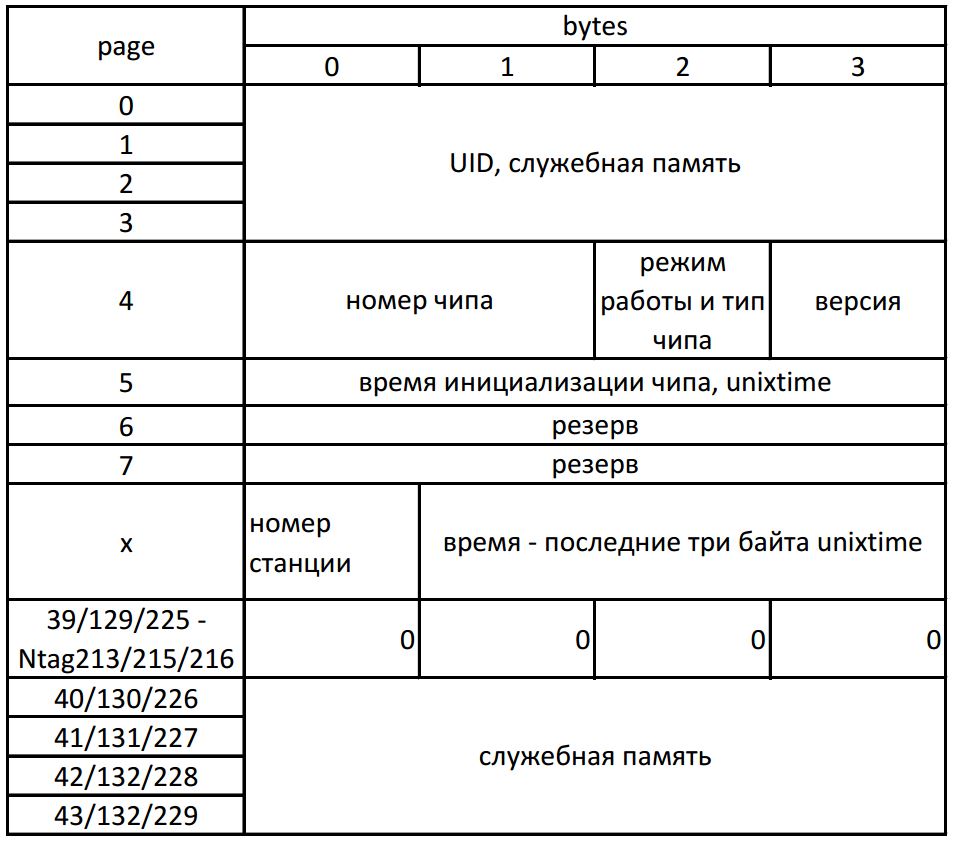 page
bytes
0 1 2 3
0
1
2
3
UID, служебная память
4
номер чипа
режим
работы и тип
чипа
версия
5
время инициализации чипа, unixtime
6
резерв
7
резерв
x
номер
станции
время - последние три байта unixtime
39/129/225 -
Ntag213/215/216
0 0 0 0
40/130/226
41/131/227
42/132/228
43/132/229
служебная память